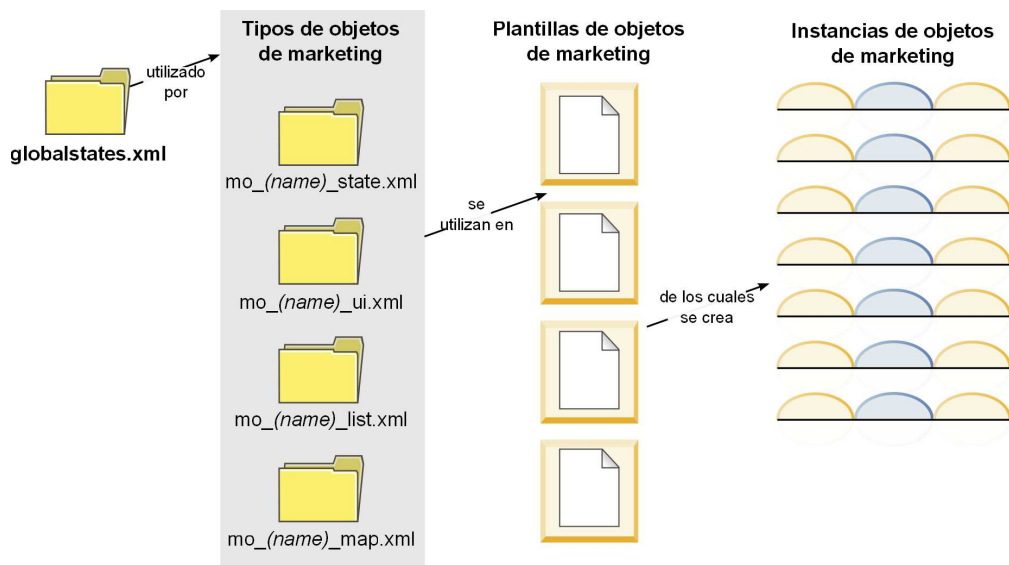 Tipos de objetos
de marketing
Plantillas de objetos
de marketing
Instancias de objetos
de marketing
utilizado
por
globalstates.xml
mo_(name)_state.xml
se
utilizan en
mo_(name)_ui.xml
de los cuales
se crea
mo_(name)_list.xml
mo_(name)_map.xml